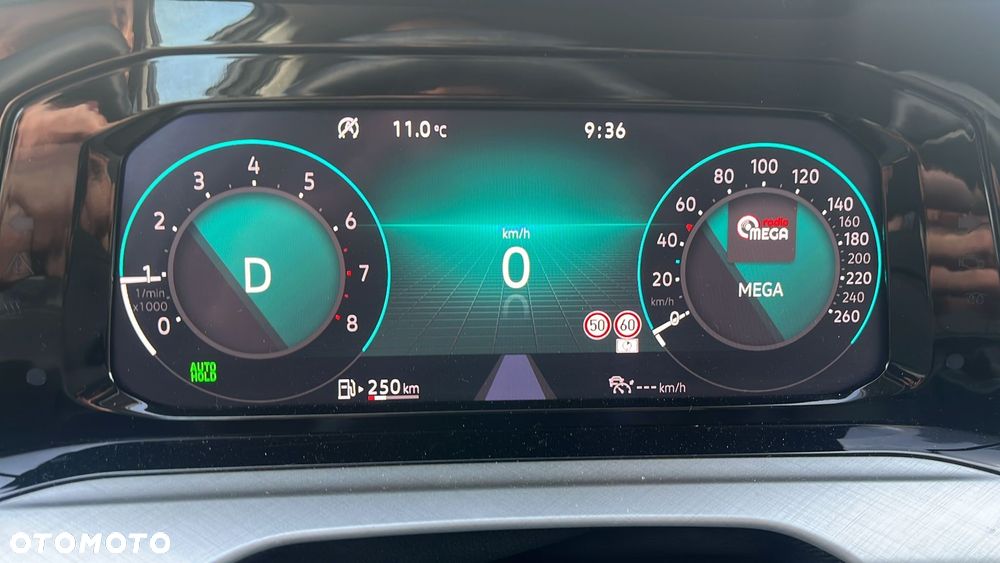 11.0 °C
9:36
0 1 2 3 4 5 6 7 8
1/min
x1000
D
km/h
0
0 20 40 60 80 100 120 140 160 180 200 220 240 260
km/h
radio
OMEGA
MEGA
50 60
AUTO
HOLD
250 km
--- km/h
OTOMOTO